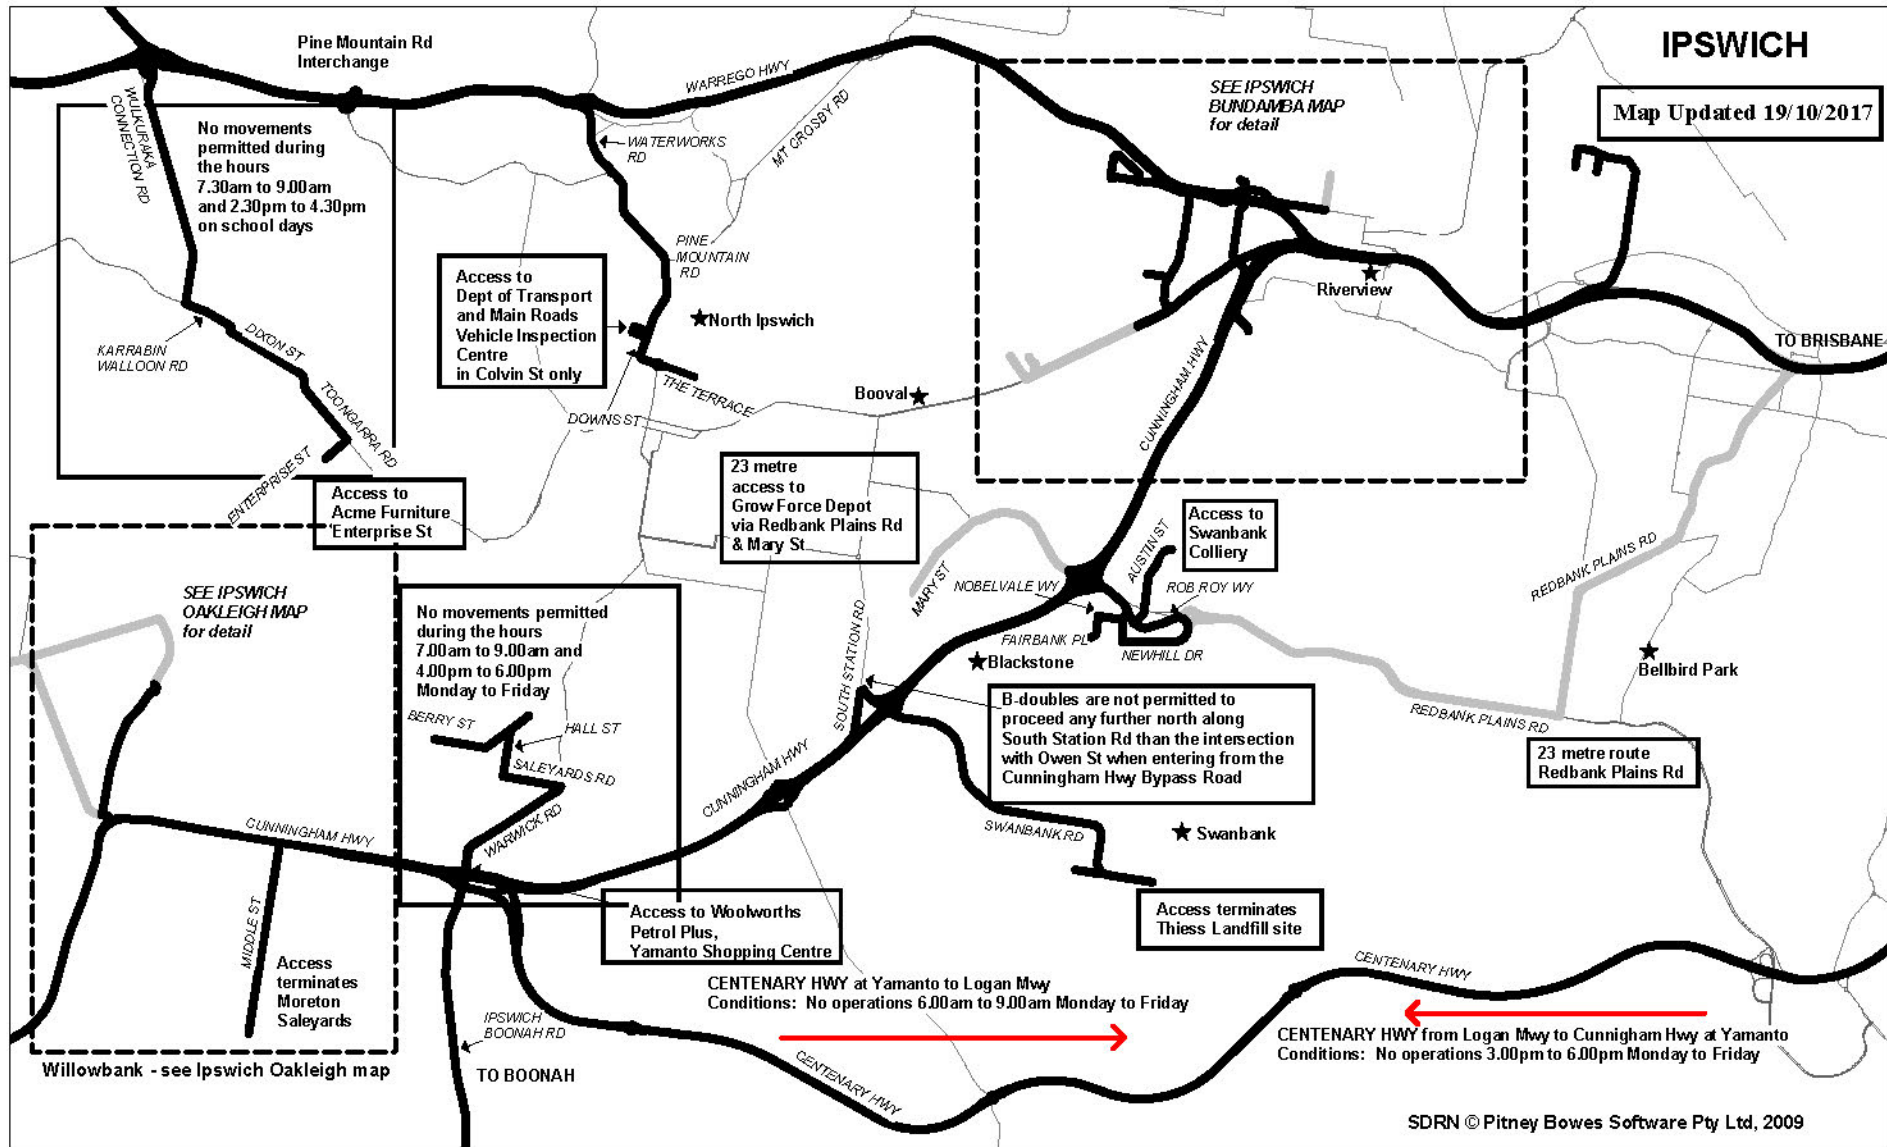 IPSWICH
Map Updated 19/10/2017
Pine Mountain Rd
Interchange
WARREGO HWY
MT CROSBY RD
SEE IPSWICH
BUNDAMBA MAP
for detail
WULKURAKA
CONNECTION RD
No movements
permitted during
the hours
7.30am to 9.00am
and 2.30pm to 4.30pm
on school days
WATERWORKS
RD
PINE
MOUNTAIN
RD
Access to
Dept of Transport
and Main Roads
Vehicle Inspection
Centre
in Colvin St only
North Ipswich
Riverview
TO BRISBANE
KARRABIN
WALLOON RD
DIXON ST
TOONGARRA RD
ENTERPRISE ST
THE TERRACE
DOWNS ST
Booval
CUNNINGHAM HWY
Access to
Acme Furniture
Enterprise St
23 metre
access to
Grow Force Depot
via Redbank Plains Rd
& Mary St
Access to
Swanbank
Colliery
AUSTIN ST
MARY ST
NOBELVALE WY
ROB ROY WY
REDBANK PLAINS RD
SEE IPSWICH
OAKLEIGH MAP
for detail
No movements permitted
during the hours
7.00am to 9.00am and
4.00pm to 6.00pm
Monday to Friday
SOUTH STATION RD
FAIRBANK PL
NEWHILL DR
Blackstone
Bellbird Park
BERRY ST
HALL ST
SALEYARDS RD
B-doubles are not permitted to
proceed any further north along
South Station Rd than the intersection
with Owen St when entering from the
Cunningham Hwy Bypass Road
REDBANK PLAINS RD
23 metre route
Redbank Plains Rd
CUNNINGHAM HWY
CUNNINGHAM HWY
WARWICK RD
SWANBANK RD
Swanbank
MIDDLE ST
Access to Woolworths
Petrol Plus,
Yamanto Shopping Centre
Access terminates
Thiess Landfill site
Access
terminates
Moreton
Saleyards
CENTENARY HWY at Yamanto to Logan Mwy
Conditions: No operations 6.00am to 9.00am Monday to Friday
CENTENARY HWY
IPSWICH
BOONAH RD
CENTENARY HWY from Logan Mwy to Cunnigham Hwy at Yamanto
Conditions: No operations 3.00pm to 6.00pm Monday to Friday
Willowbank - see Ipswich Oakleigh map
TO BOONAH
CENTENARY HWY
SDRN © Pitney Bowes Software Pty Ltd, 2009